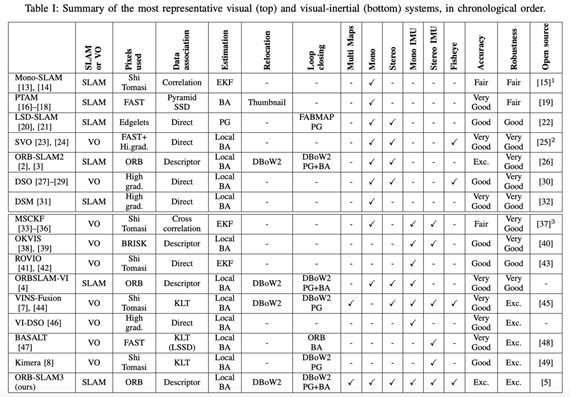 Table I: Summary of the most representative visual (top) and visual-inertial (bottom) systems, in chronological order.
SLAM or VO Pixels used Data association Estimation Relocation Loop closing Multi Maps Mono Stereo Mono IMU Stereo IMU Fisheye Accuracy Robustness Open source
Mono-SLAM [13], [14] SLAM Shi Tomasi Correlation EKF - - - ✓ - - - - Fair Fair [15]¹
PTAM [16]–[18] SLAM FAST Pyramid SSD BA Thumbnail - - ✓ - - - - Very Good Fair [19]
LSD-SLAM [20], [21] SLAM Edgelets Direct PG - FABMAP PG - ✓ ✓ - - - Good Good [22]
SVO [23], [24] VO FAST+ Hi.grad. Direct Local BA - - - ✓ ✓ - - ✓ Very Good Very Good [25]²
ORB-SLAM2 [2], [3] SLAM ORB Descriptor Local BA DBoW2 DBoW2 PG+BA - ✓ ✓ - - - Exc. Very Good [26]
DSO [27]–[29] VO High grad. Direct Local BA - - - ✓ ✓ - - ✓ Good Very Good [30]
DSM [31] SLAM High grad. Direct Local BA - - - ✓ - - - - Very Good Very Good [32]
MSCKF [33]–[36] VO Shi Tomasi Cross correlation EKF - - - ✓ - ✓ ✓ - Fair Very Good [37]³
OKVIS [38], [39] VO BRISK Descriptor Local BA - - - - - ✓ ✓ - Good Very Good [40]
ROVIO [41], [42] VO Shi Tomasi Direct EKF - - - - - ✓ - - Good Good [43]
ORBSLAM-VI [4] SLAM ORB Descriptor Local BA DBoW2 DBoW2 PG+BA - ✓ ✓ ✓ - - Very Good Very Good -
VINS-Fusion [7], [44] VO Shi Tomasi KLT Local BA DBoW2 DBoW2 PG ✓ - ✓ ✓ ✓ ✓ Very Good Exc. [45]
VI-DSO [46] VO High grad. Direct Local BA - - - - - ✓ - - Very Good Exc. -
BASALT [47] VO FAST KLT (LSSD) Local BA - ORB BA - - - - ✓ - Very Good Exc. [48]
Kimera [8] VO Shi Tomasi KLT Local BA - DBoW2 PG - - - - ✓ - Good Exc. [49]
ORB-SLAM3 (ours) SLAM ORB Descriptor Local BA DBoW2 DBoW2 PG+BA ✓ ✓ ✓ ✓ ✓ ✓ Exc. Exc. [5]